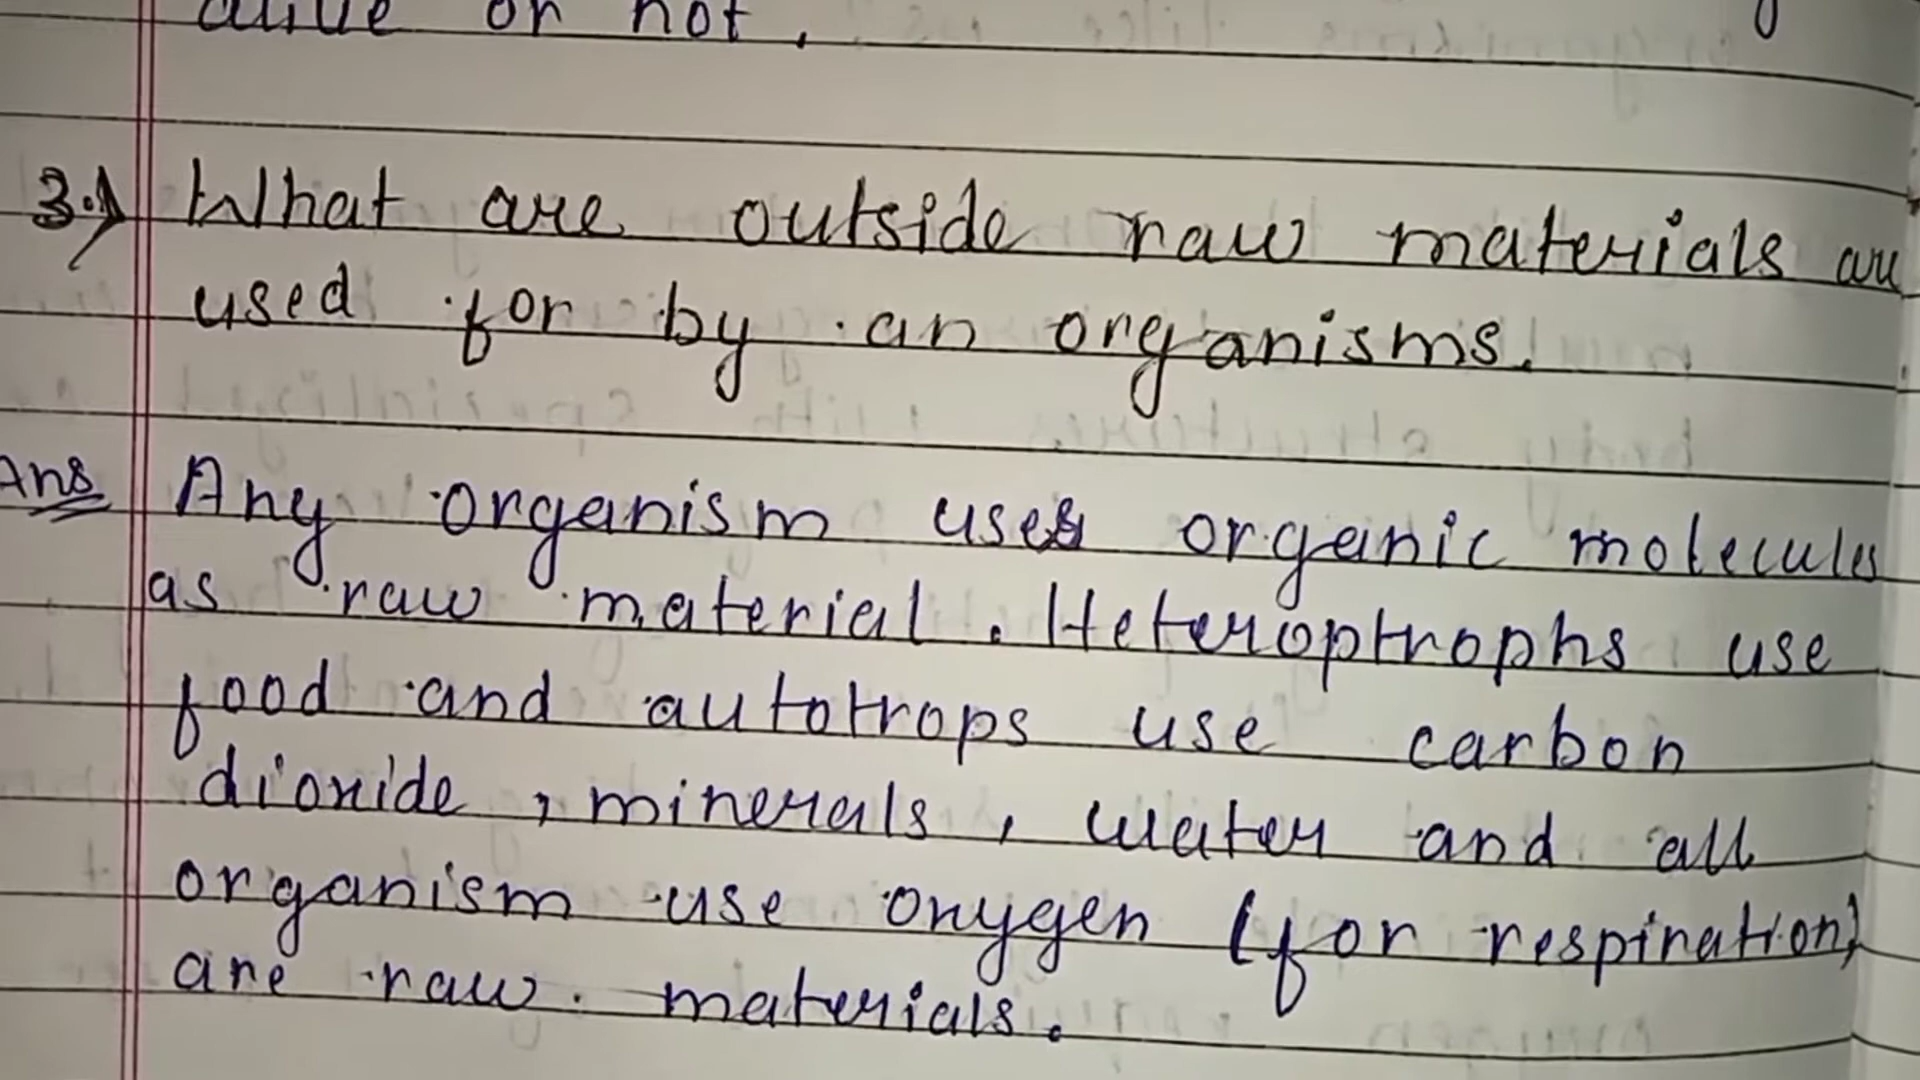 alive or not.
3.) What are outside raw materials are
used for by an organisms.
Ans Any organism uses organic molecules
as raw material. Heteroptrophs use
food and autotrops use carbon
dioxide, minerals, water and all
organism use oxygen (for respiration)
are raw materials.